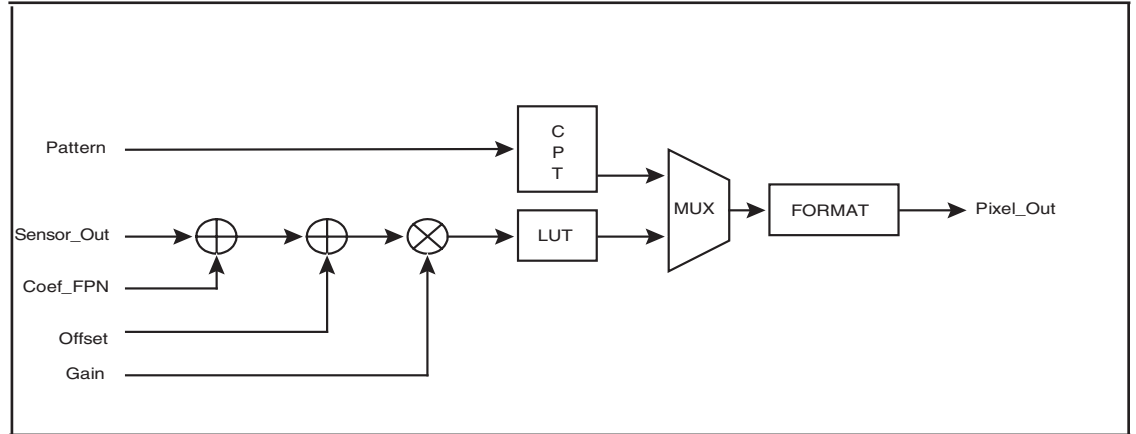 Pattern
C
P
T
MUX
FORMAT
Pixel_Out
Sensor_Out
LUT
Coef_FPN
Offset
Gain